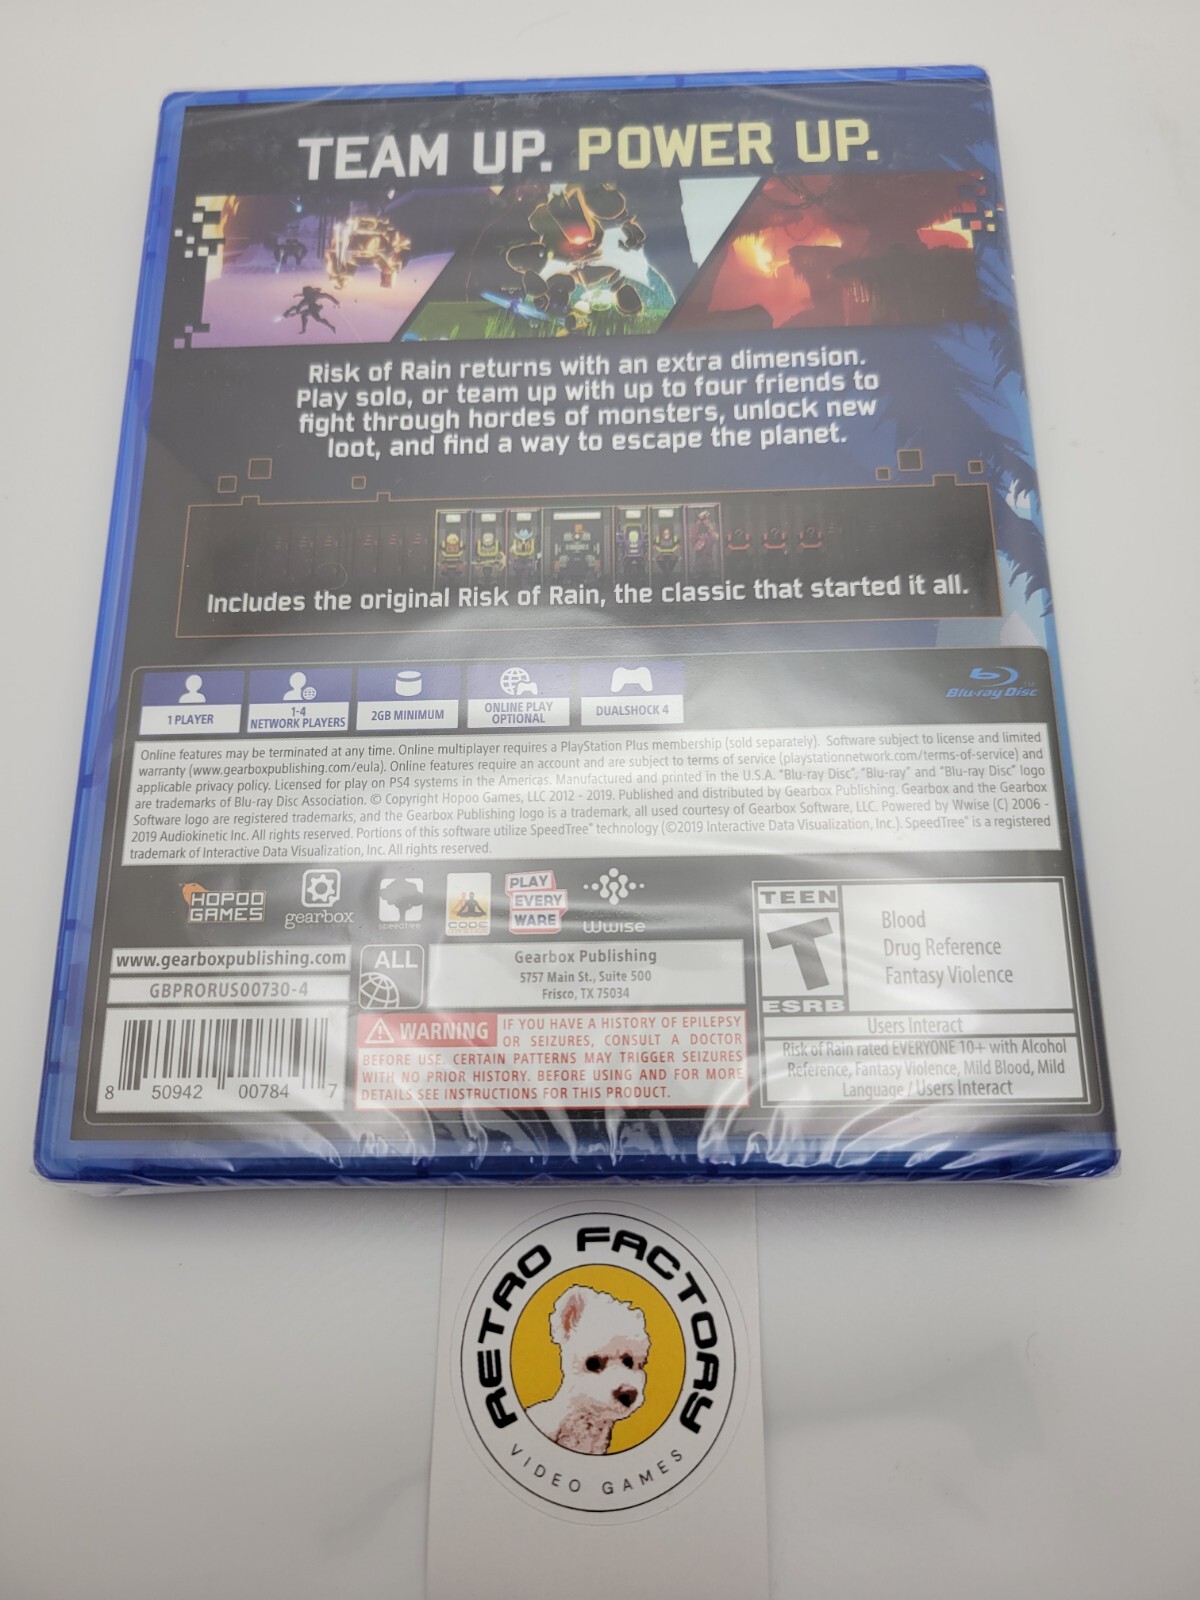 TEAM UP. POWER UP.
Risk of Rain returns with an extra dimension.
Play solo, or team up with up to four friends to
fight through hordes of monsters, unlock new
loot, and find a way to escape the planet.
Includes the original Risk of Rain, the classic that started it all.
1 PLAYER
1-4
NETWORK PLAYERS
2GB MINIMUM
ONLINE PLAY
OPTIONAL
DUALSHOCK 4
Blu-ray Disc
Online features may be terminated at any time. Online multiplayer requires a PlayStation Plus membership (sold separately). Software subject to license and limited
warranty (www.gearboxpublishing.com/eula). Online features require an account and are subject to terms of service (playstationnetwork.com/terms-of-service) and
applicable privacy policy. Licensed for play on PS4 systems in the Americas. Manufactured and printed in the U.S.A. "Blu-ray Disc", "Blu-ray" and "Blu-ray Disc" logo
are trademarks of Blu-ray Disc Association. © Copyright Hopoo Games, LLC 2012 - 2019. Published and distributed by Gearbox Publishing. Gearbox and the Gearbox
Software logo are registered trademarks, and the Gearbox Publishing logo is a trademark, all used courtesy of Gearbox Software, LLC. Powered by Wwise (C) 2006 -
2019 Audiokinetic Inc. All rights reserved. Portions of this software utilize SpeedTree® technology (©2019 Interactive Data Visualization, Inc.). SpeedTree® is a registered
trademark of Interactive Data Visualization, Inc. All rights reserved.
HOPOO
GAMES
gearbox
speedtree
CODE
MYSTICS
PLAY
EVERY
WARE
wwise
www.gearboxpublishing.com
GBPRORUS00730-4
8 50942 00784 7
ALL
Gearbox Publishing
5757 Main St., Suite 500
Frisco, TX 75034
WARNING IF YOU HAVE A HISTORY OF EPILEPSY
OR SEIZURES, CONSULT A DOCTOR
BEFORE USE. CERTAIN PATTERNS MAY TRIGGER SEIZURES
WITH NO PRIOR HISTORY. BEFORE USING AND FOR MORE
DETAILS SEE INSTRUCTIONS FOR THIS PRODUCT.
TEEN
T
ESRB
Blood
Drug Reference
Fantasy Violence
Users Interact
Risk of Rain rated EVERYONE 10+ with Alcohol
Reference, Fantasy Violence, Mild Blood, Mild
Language / Users Interact
RETRO FACTORY
VIDEO GAMES